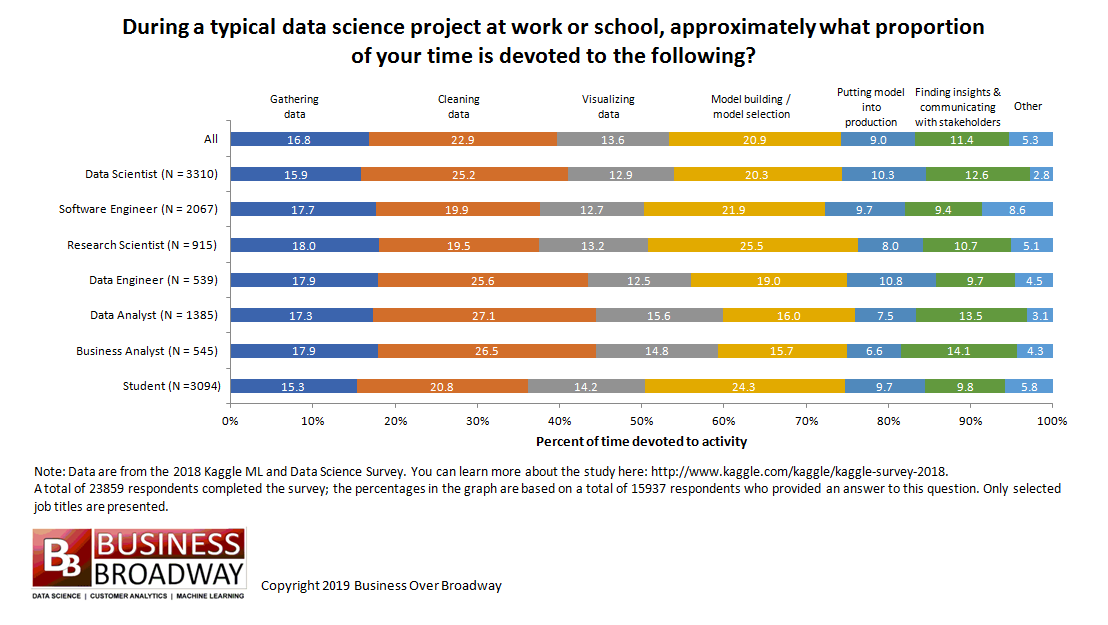 During a typical data science project at work or school, approximately what proportion
of your time is devoted to the following?
Gathering data
Cleaning data
Visualizing data
Model building / model selection
Putting model into production
Finding insights & communicating with stakeholders
Other
All 16.8 22.9 13.6 20.9 9.0 11.4 5.3
Data Scientist (N = 3310) 15.9 25.2 12.9 20.3 10.3 12.6 2.8
Software Engineer (N = 2067) 17.7 19.9 12.7 21.9 9.7 9.4 8.6
Research Scientist (N = 915) 18.0 19.5 13.2 25.5 8.0 10.7 5.1
Data Engineer (N = 539) 17.9 25.6 12.5 19.0 10.8 9.7 4.5
Data Analyst (N = 1385) 17.3 27.1 15.6 16.0 7.5 13.5 3.1
Business Analyst (N = 545) 17.9 26.5 14.8 15.7 6.6 14.1 4.3
Student (N =3094) 15.3 20.8 14.2 24.3 9.7 9.8 5.8
0% 10% 20% 30% 40% 50% 60% 70% 80% 90% 100%
Percent of time devoted to activity
Note: Data are from the 2018 Kaggle ML and Data Science Survey. You can learn more about the study here: http://www.kaggle.com/kaggle/kaggle-survey-2018.
A total of 23859 respondents completed the survey; the percentages in the graph are based on a total of 15937 respondents who provided an answer to this question. Only selected
job titles are presented.
BB BUSINESS
BROADWAY
DATA SCIENCE | CUSTOMER ANALYTICS | MACHINE LEARNING
Copyright 2019 Business Over Broadway